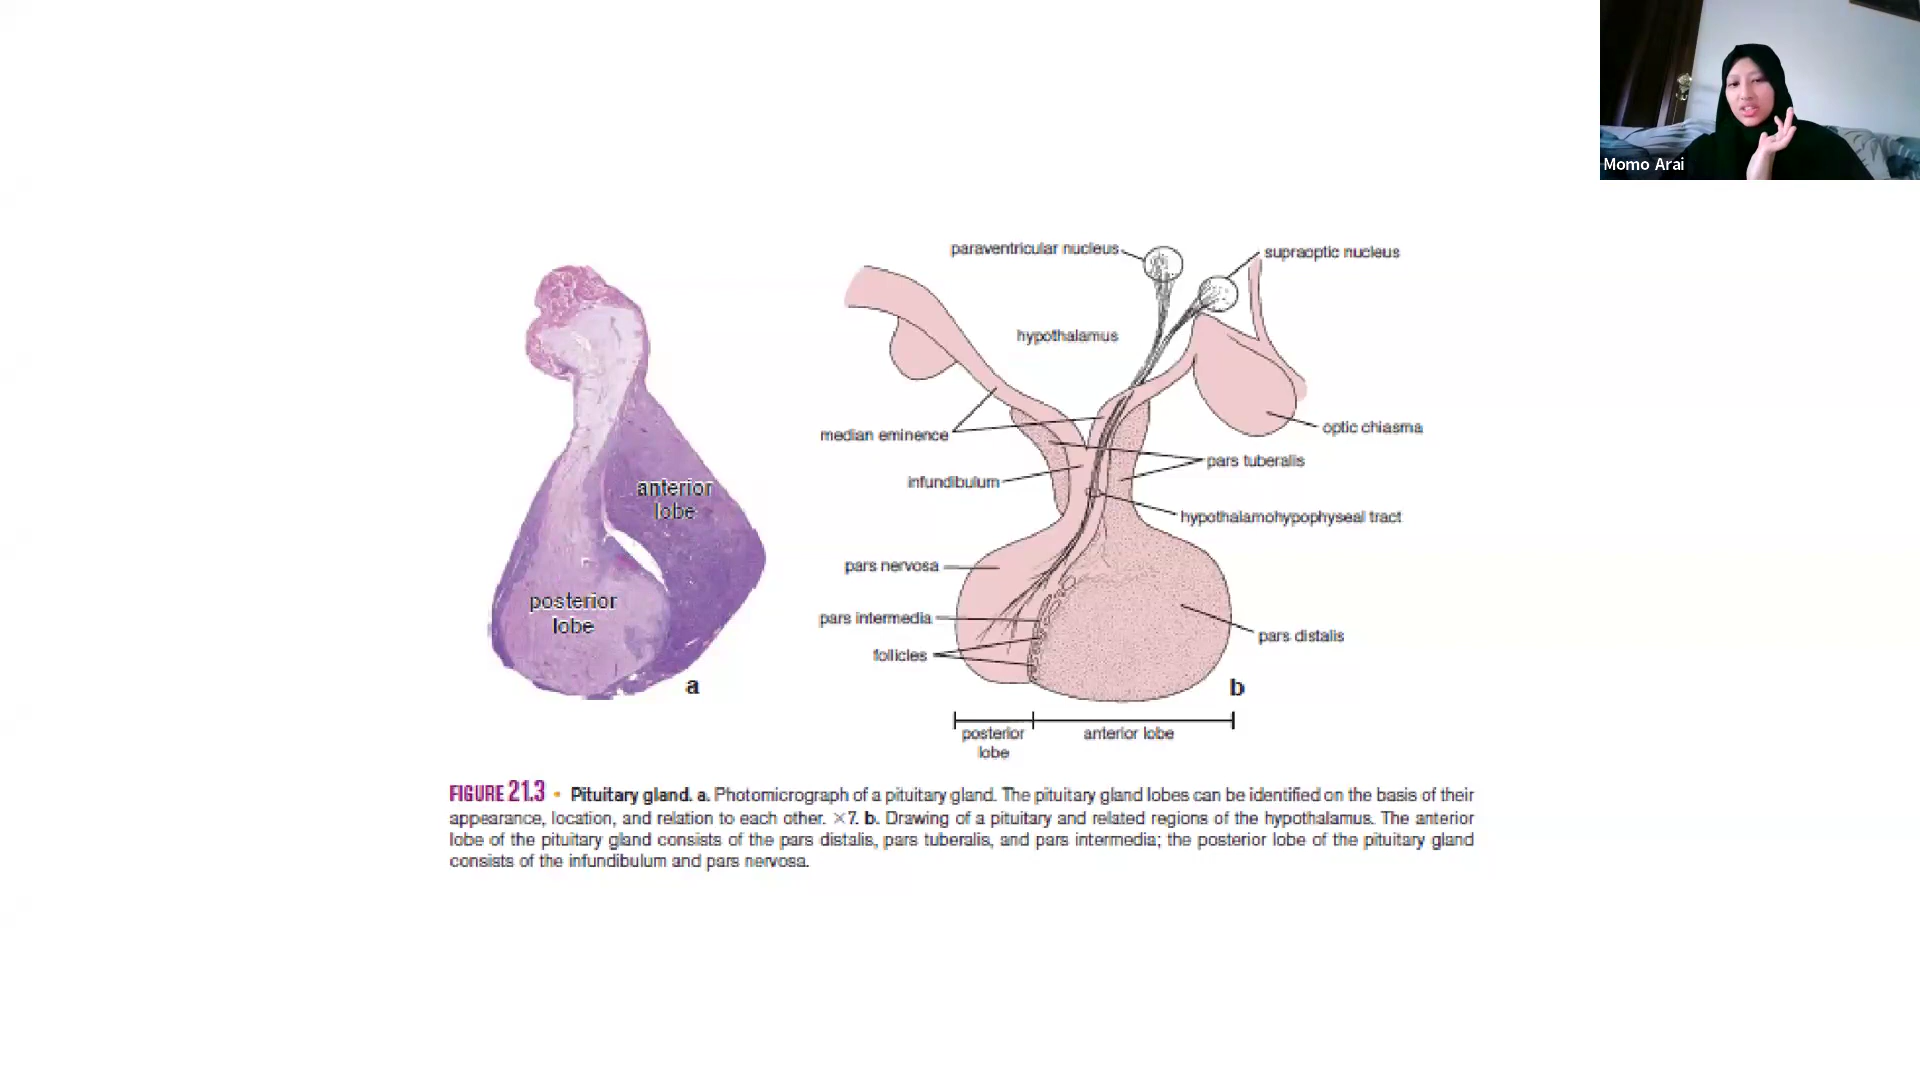 Momo Arai
paraventricular nucleus
supraoptic nucleus
hypothalamus
optic chiasma
median eminence
pars tuberalis
infundibulum
hypothalamohypophyseal tract
anterior
lobe
pars nervosa
posterior
lobe
pars intermedia
pars distalis
follicles
a
b
posterior
lobe
anterior lobe
FIGURE 21.3 • Pituitary gland. a. Photomicrograph of a pituitary gland. The pituitary gland lobes can be identified on the basis of their
appearance, location, and relation to each other. ×7. b. Drawing of a pituitary and related regions of the hypothalamus. The anterior
lobe of the pituitary gland consists of the pars distalis, pars tuberalis, and pars intermedia; the posterior lobe of the pituitary gland
consists of the infundibulum and pars nervosa.